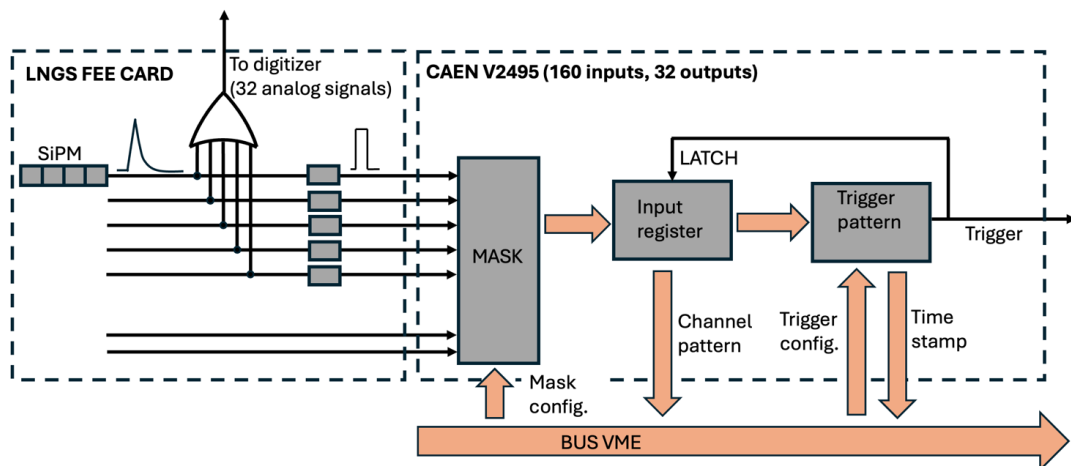 LNGS FEE CARD
To digitizer
(32 analog signals)
SiPM
CAEN V2495 (160 inputs, 32 outputs)
MASK
LATCH
Input
register
Trigger
pattern
Trigger
Channel
pattern
Trigger
config.
Time
stamp
Mask
config.
BUS VME